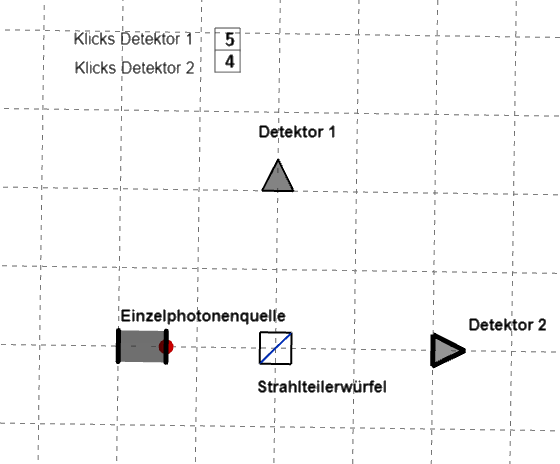 Klicks Detektor 1 5
Klicks Detektor 2 4
Detektor 1
Einzelphotonenquelle
Detektor 2
Strahlteilerwürfel